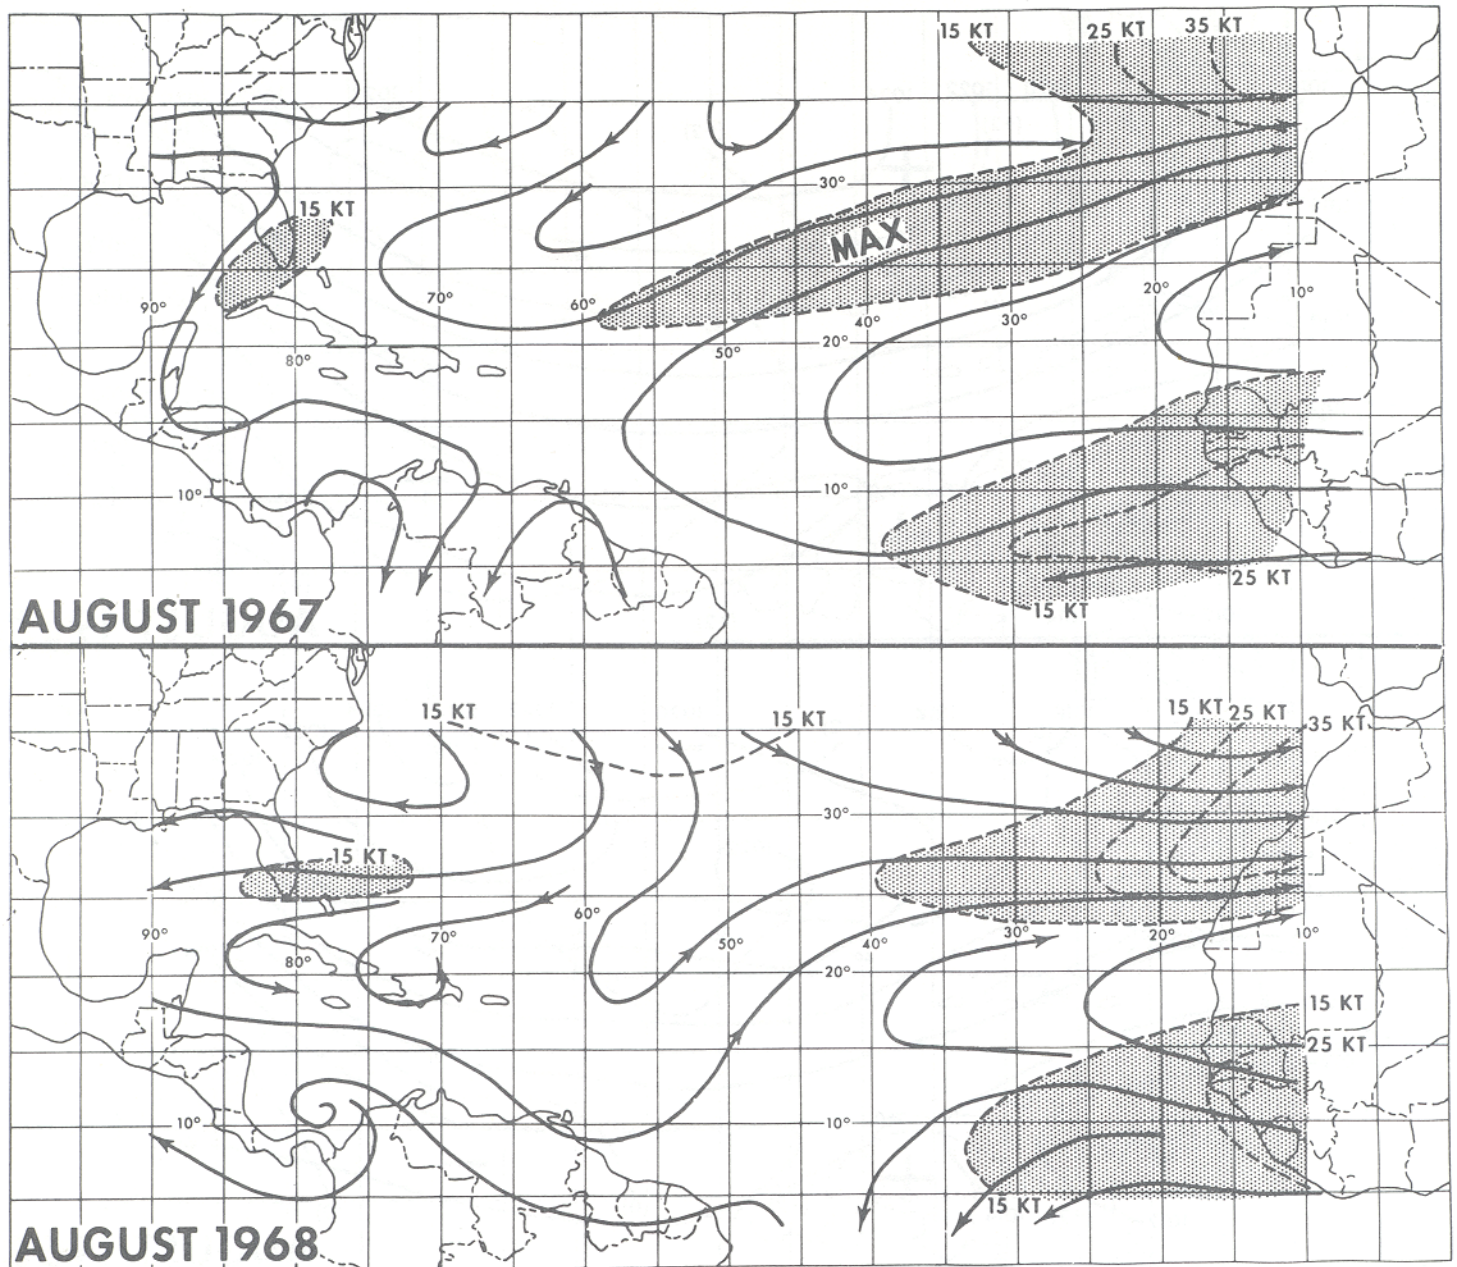 15 KT 25 KT 35 KT
30°
15 KT
MAX
90° 70° 60° 20° 10°
40° 30°
80° 50° 20°
10° 10°
25 KT
AUGUST 1967 15 KT
15 KT 15 KT 15 KT 25 KT 35 KT
30°
15 KT
60°
90° 70° 50° 40° 30° 20° 10°
80° 20°
15 KT
25 KT
10° 10°
15 KT
AUGUST 1968